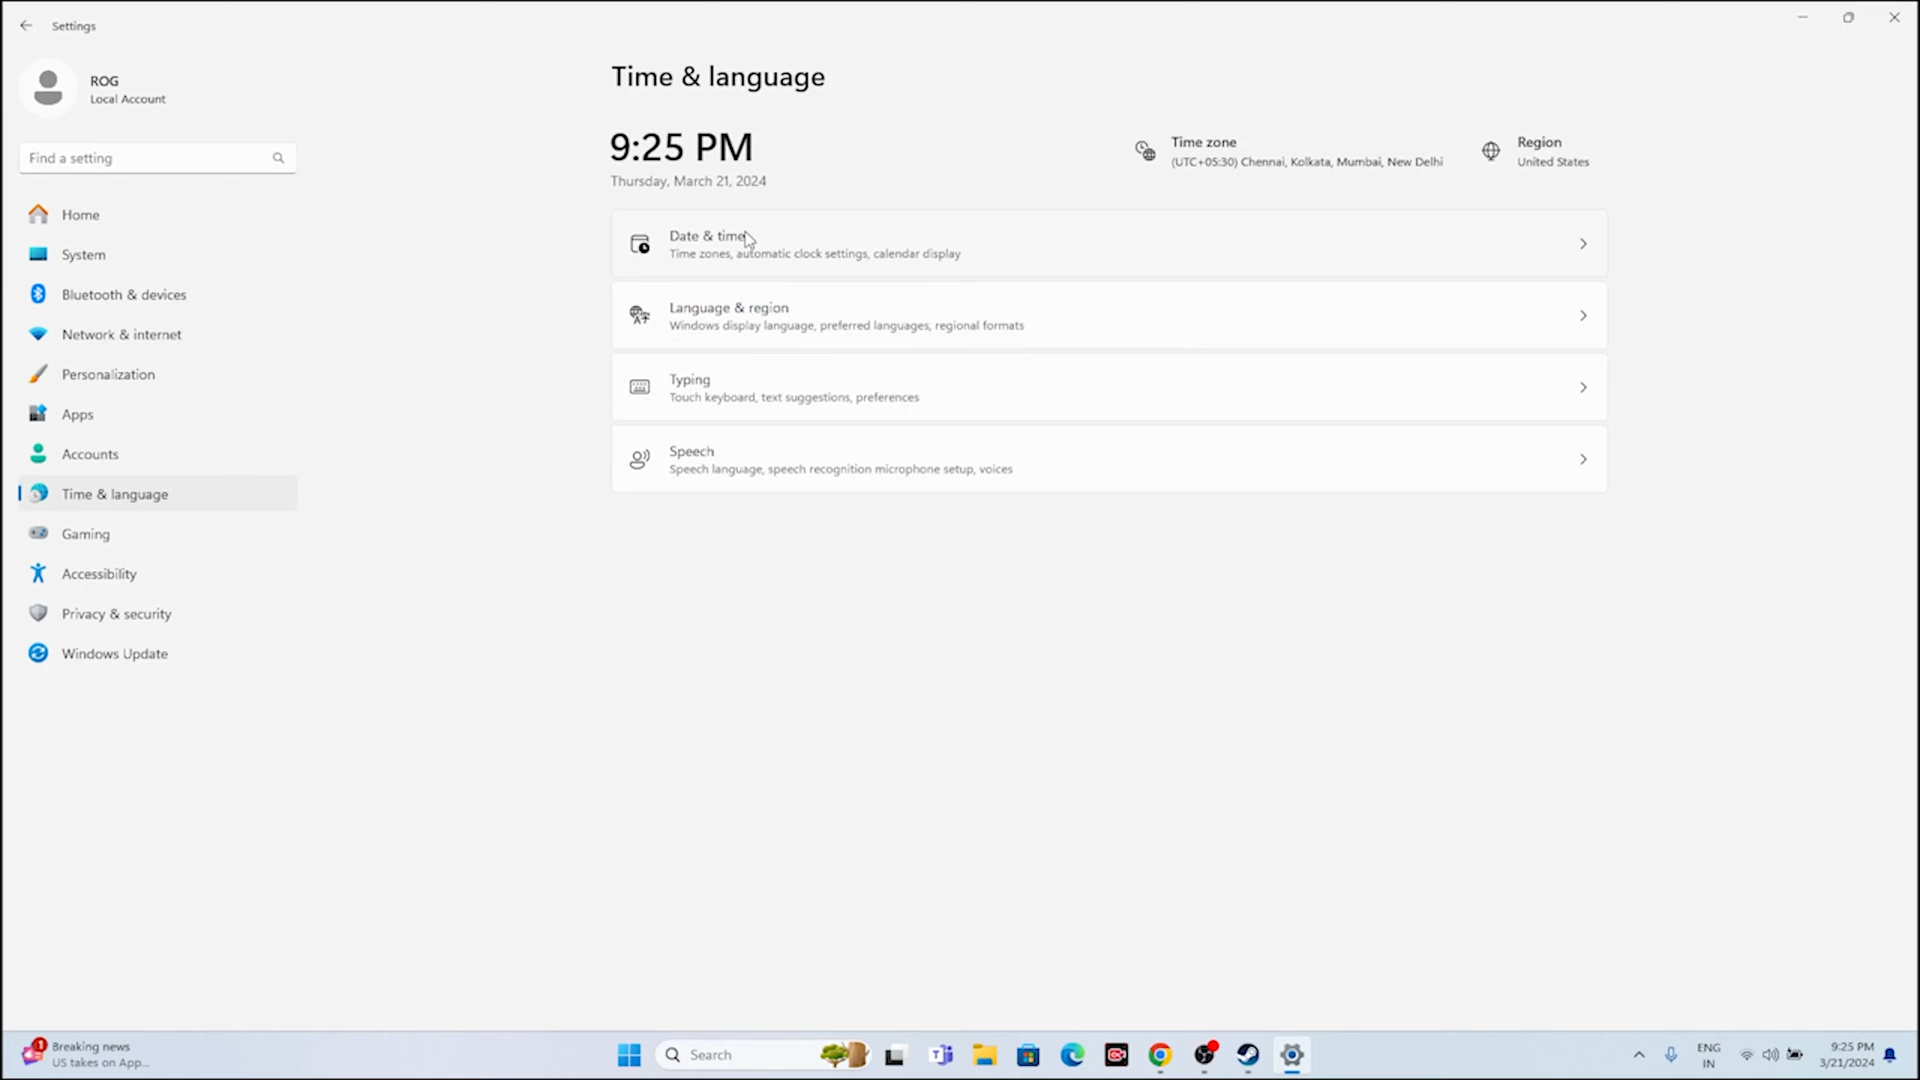 Settings
ROG
Local Account
Find a setting
Home
System
Bluetooth & devices
Network & internet
Personalization
Apps
Accounts
Time & language
Gaming
Accessibility
Privacy & security
Windows Update
Time & language
9:25 PM
Thursday, March 21, 2024
Time zone
(UTC+05:30) Chennai, Kolkata, Mumbai, New Delhi
Region
United States
Date & time
Time zones, automatic clock settings, calendar display
Language & region
Windows display language, preferred languages, regional formats
Typing
Touch keyboard, text suggestions, preferences
Speech
Speech language, speech recognition microphone setup, voices
1
Breaking news
US takes on App...
Search
ENG
IN
9:25 PM
3/21/2024